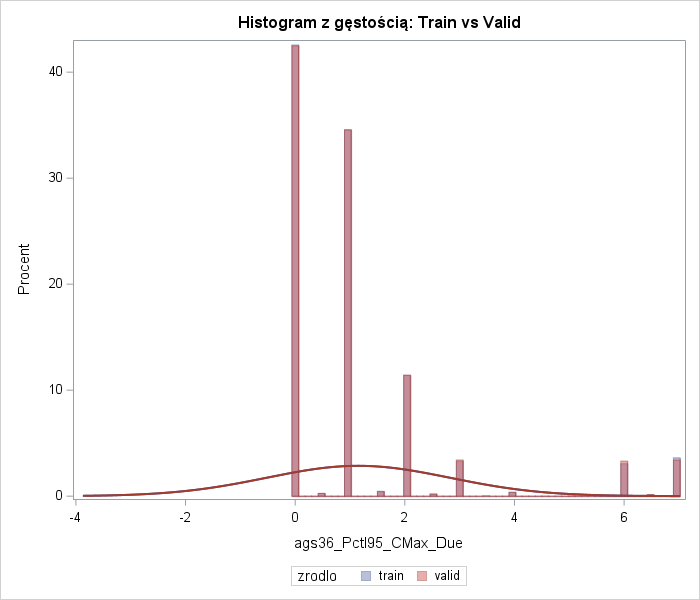 Histogram z gęstością: Train vs Valid
Procent
40
30
20
10
0
-4
-2
0
2
4
6
ags36_Pctl95_CMax_Due
zrodlo train valid